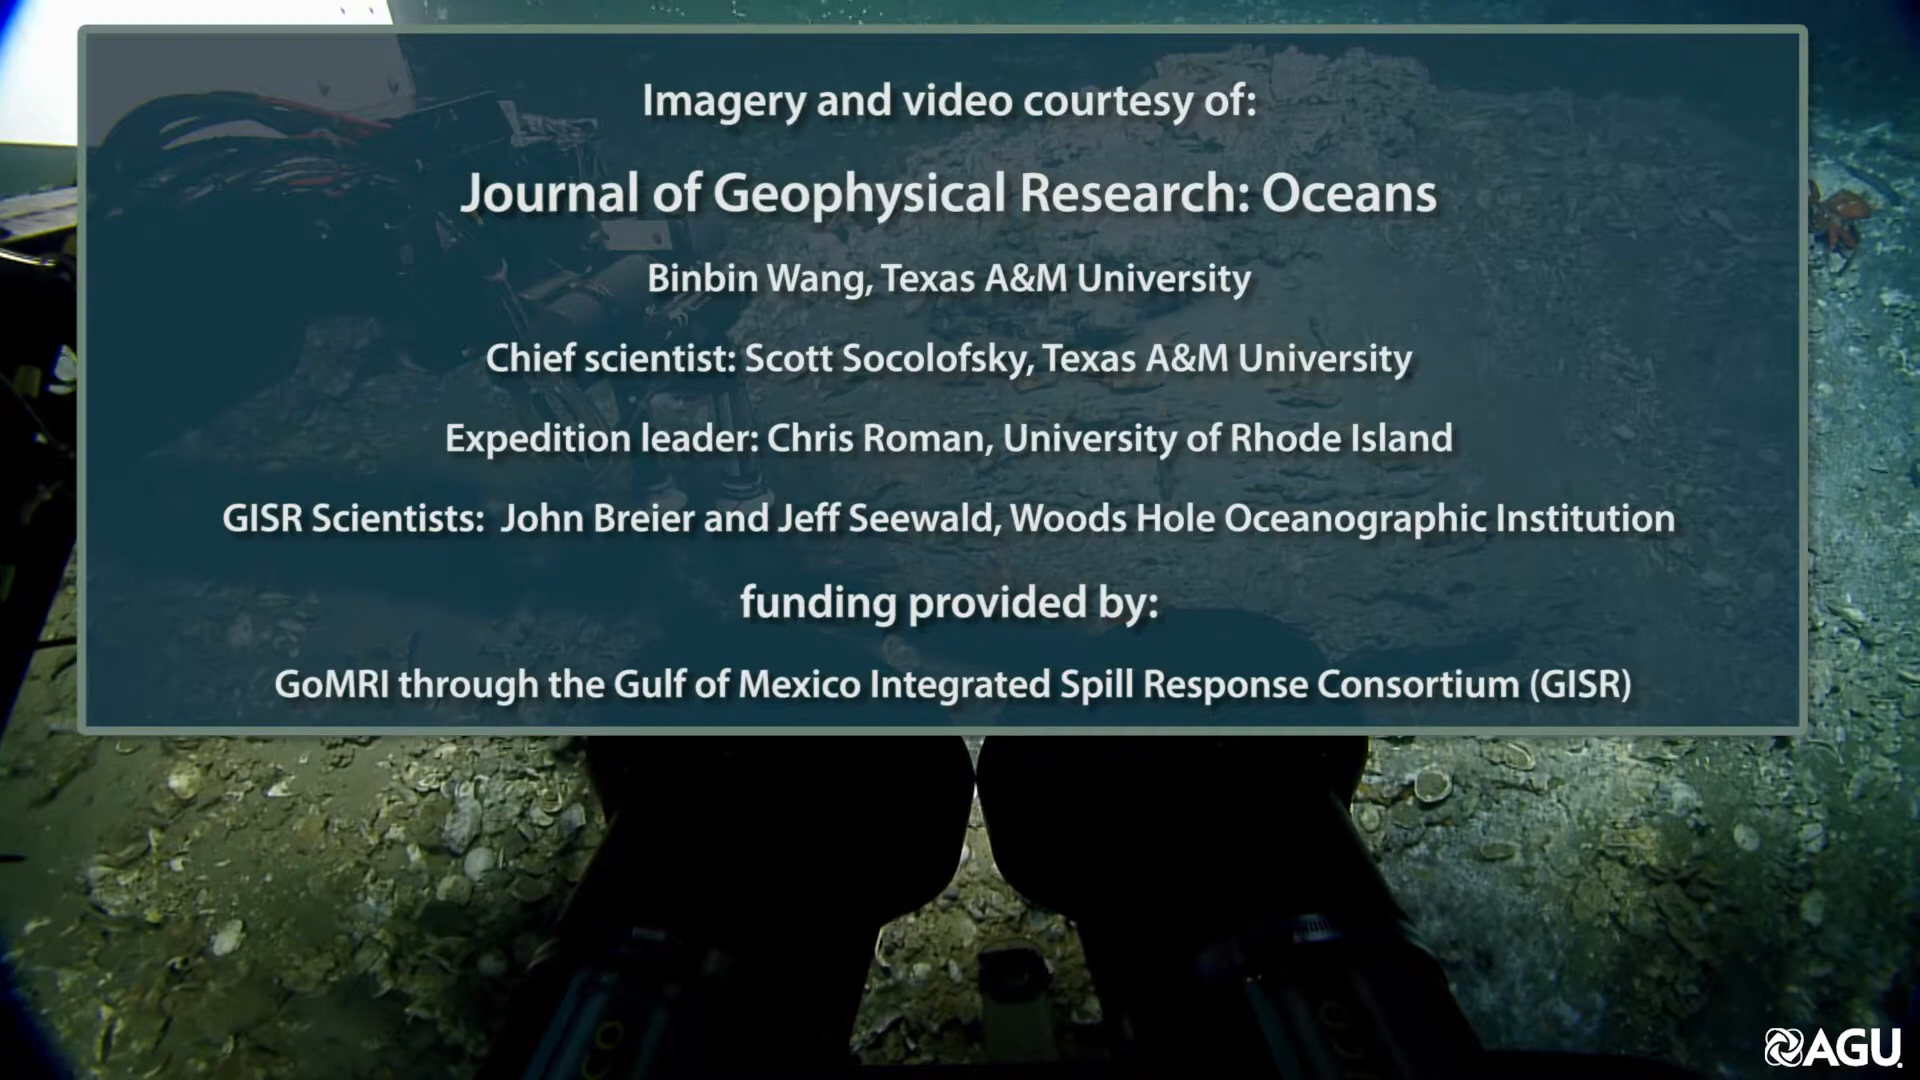 Imagery and video courtesy of:
Journal of Geophysical Research: Oceans
Binbin Wang, Texas A&M University
Chief scientist: Scott Socolofsky, Texas A&M University
Expedition leader: Chris Roman, University of Rhode Island
GISR Scientists: John Breier and Jeff Seewald, Woods Hole Oceanographic Institution
funding provided by:
GoMRI through the Gulf of Mexico Integrated Spill Response Consortium (GISR)
AGU